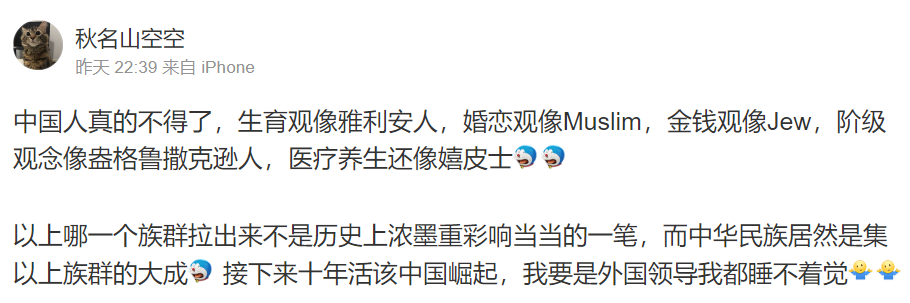 秋名山空空
昨天 22:39 来自 iPhone
中国人真的不得了，生育观像雅利安人，婚恋观像Muslim，金钱观像Jew，阶级
观念像盎格鲁撒克逊人，医疗养生还像嬉皮士
以上哪一个族群拉出来不是历史上浓墨重彩响当当的一笔，而中华民族居然是集
以上族群的大成 接下来十年活该中国崛起，我要是外国领导我都睡不着觉